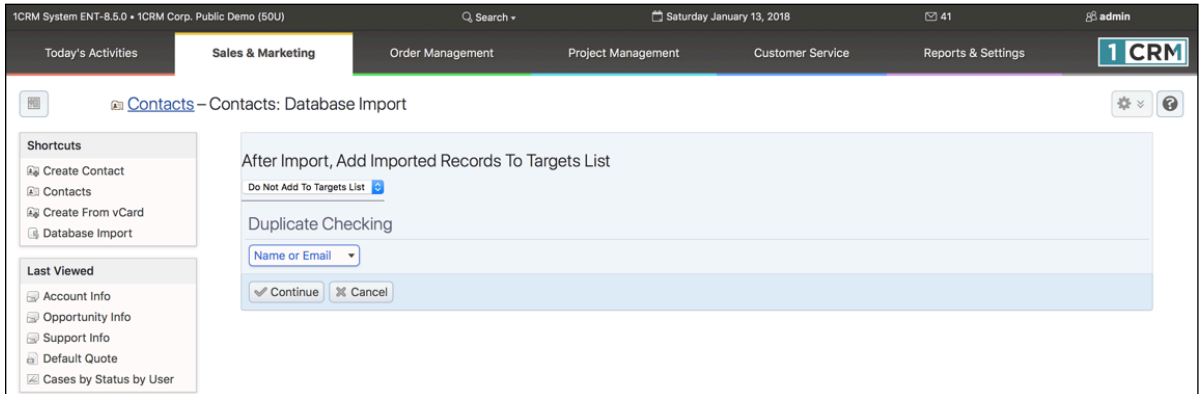 1CRM System ENT-8.5.0 • 1CRM Corp. Public Demo (50U) Search Saturday January 13, 2018 41 admin
Today's Activities Sales & Marketing Order Management Project Management Customer Service Reports & Settings 1CRM
Contacts – Contacts: Database Import
Shortcuts
Create Contact
Contacts
Create From vCard
Database Import
Last Viewed
Account Info
Opportunity Info
Support Info
Default Quote
Cases by Status by User
After Import, Add Imported Records To Targets List
Do Not Add To Targets List
Duplicate Checking
Name or Email
Continue Cancel